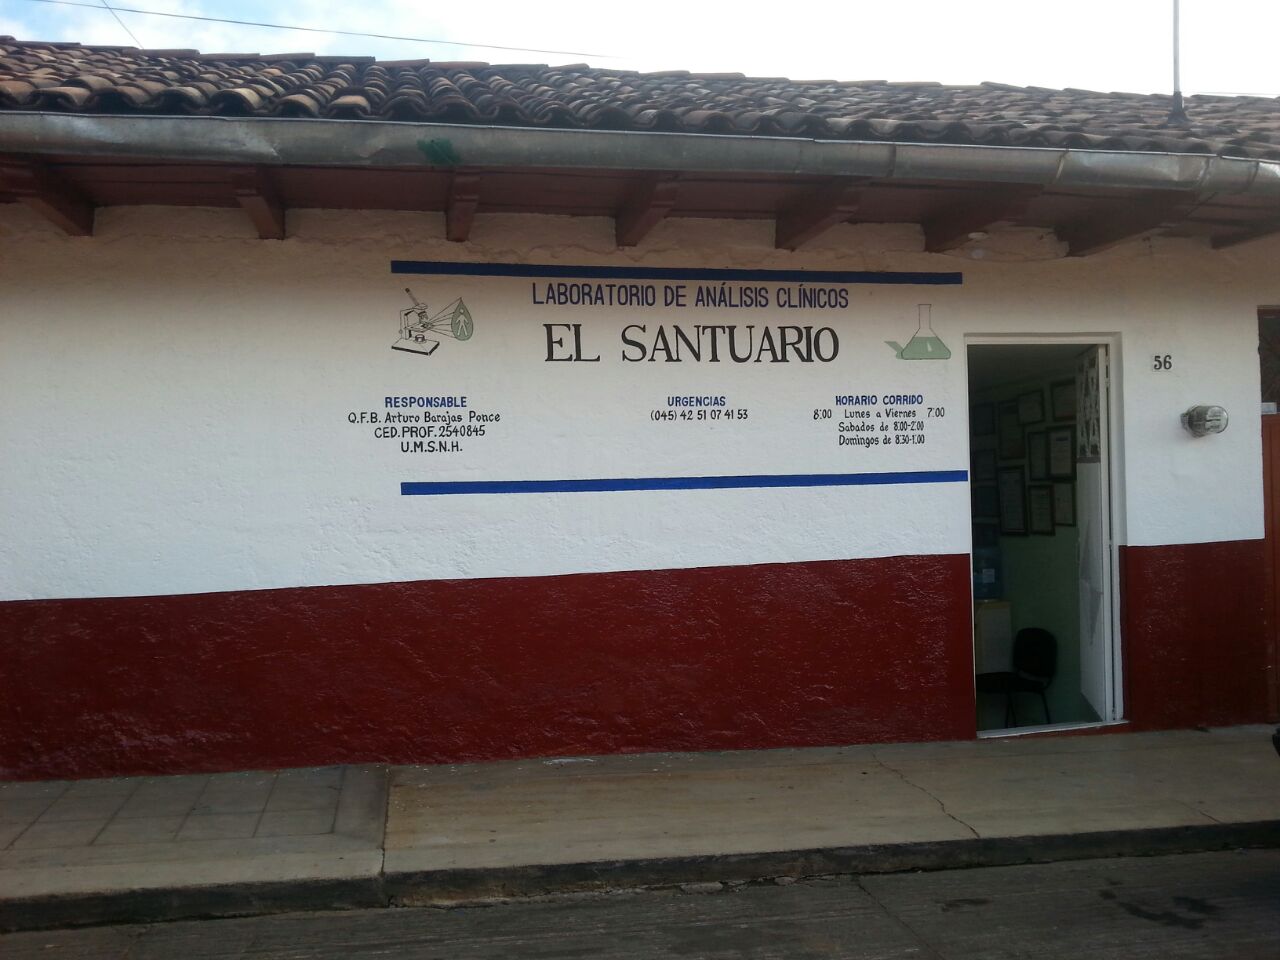 LABORATORIO DE ANÁLISIS CLÍNICOS
EL SANTUARIO
RESPONSABLE
Q.F.B. Arturo Barajas Ponce
CED.PROF.2540845
U.M.S.N.H.
URGENCIAS
(045) 42 51 07 41 53
HORARIO CORRIDO
8:00 Lunes a Viernes 7:00
Sabados de 8:00-2:00
Domingos de 8:30-1:00
56